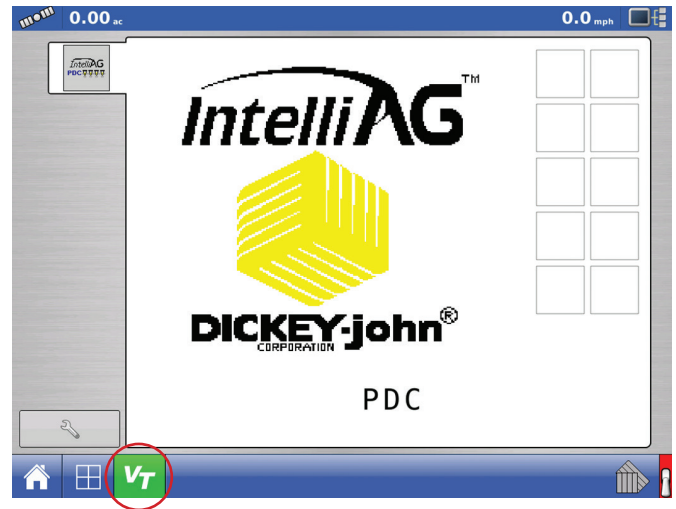 0.00 ac
0.0 mph
IntelliAG
PDC
IntelliAG™
DICKEY-john®
CORPORATION
PDC
VT